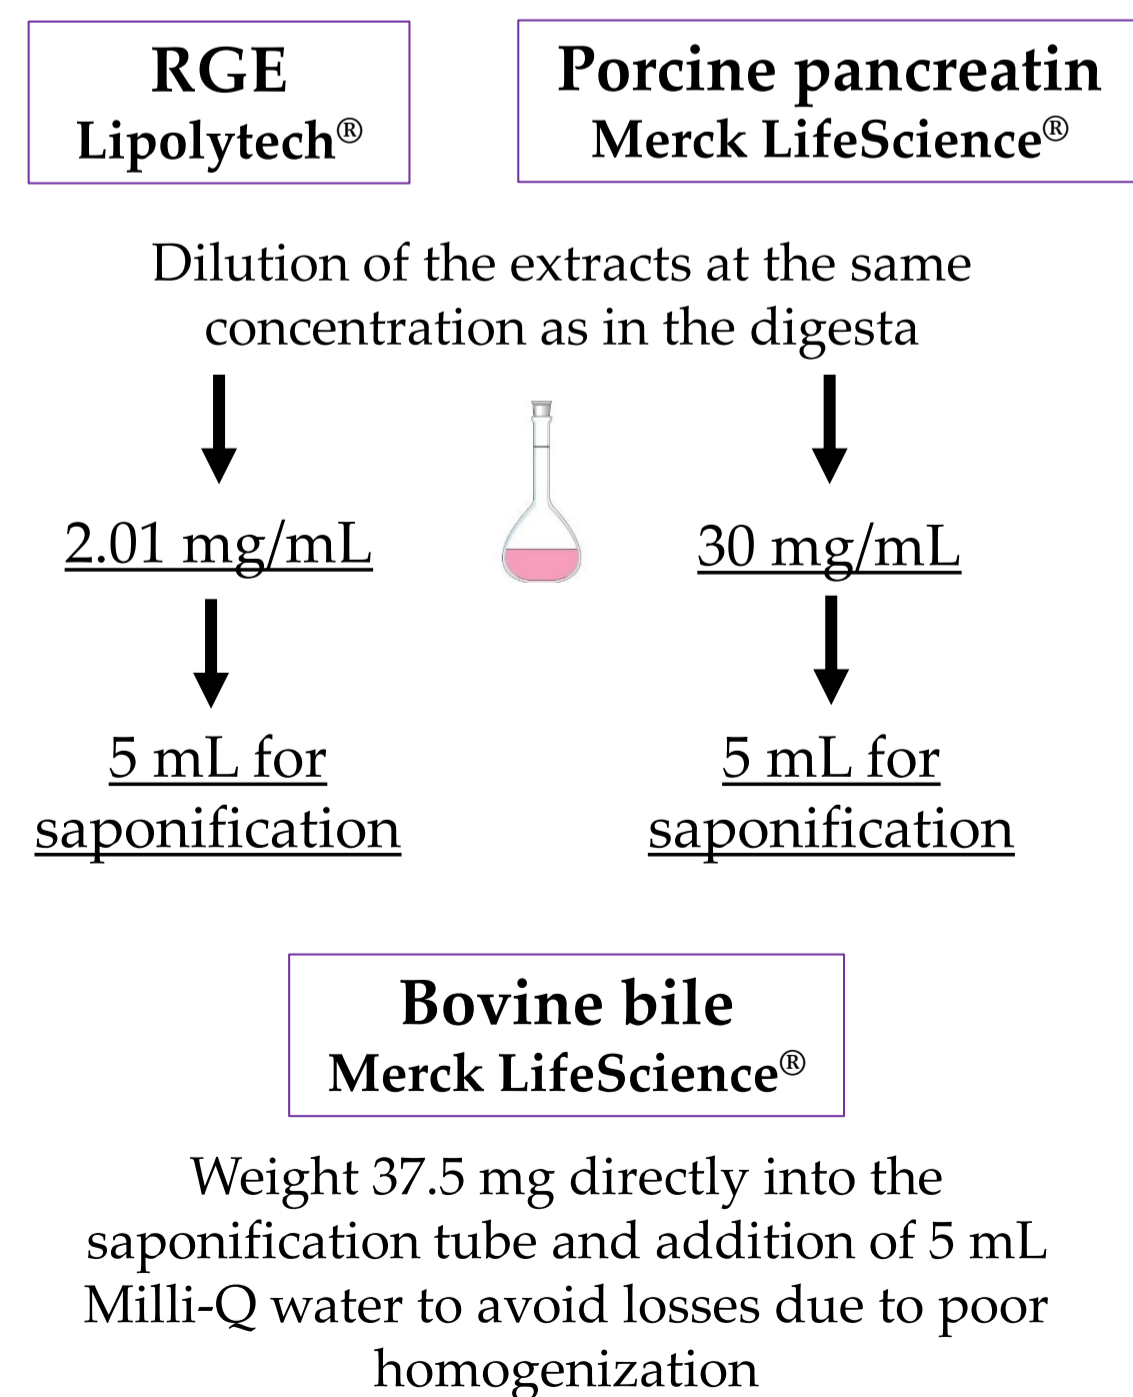 RGE
Lipolytech®
Porcine pancreatin
Merck LifeScience®
Dilution of the extracts at the same
concentration as in the digesta
2.01 mg/mL
30 mg/mL
5 mL for
saponification
5 mL for
saponification
Bovine bile
Merck LifeScience®
Weight 37.5 mg directly into the
saponification tube and addition of 5 mL
Milli-Q water to avoid losses due to poor
homogenization